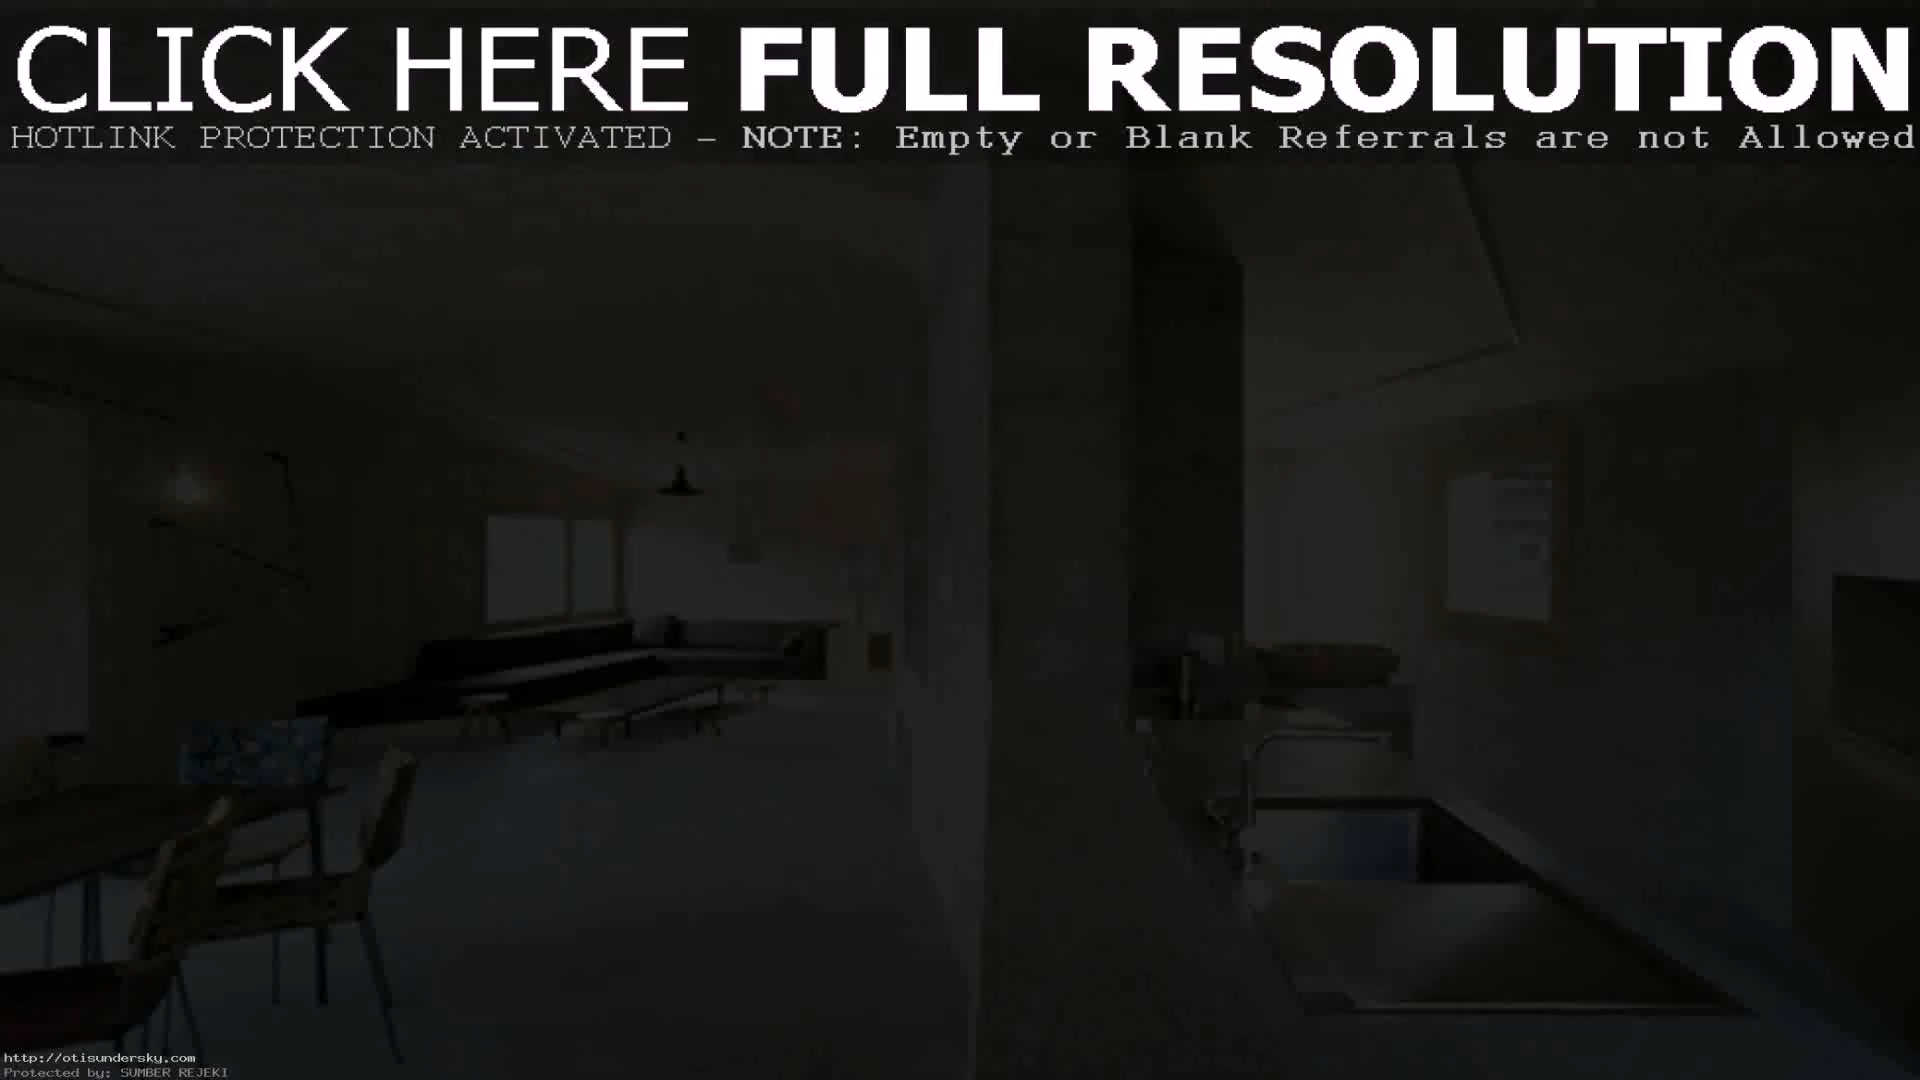 CLICK HERE FULL RESOLUTION
HOTLINK PROTECTION ACTIVATED - NOTE: Empty or Blank Referrals are not Allowed
http://otisundersky.com
Protected by: SUMBER REJEKI